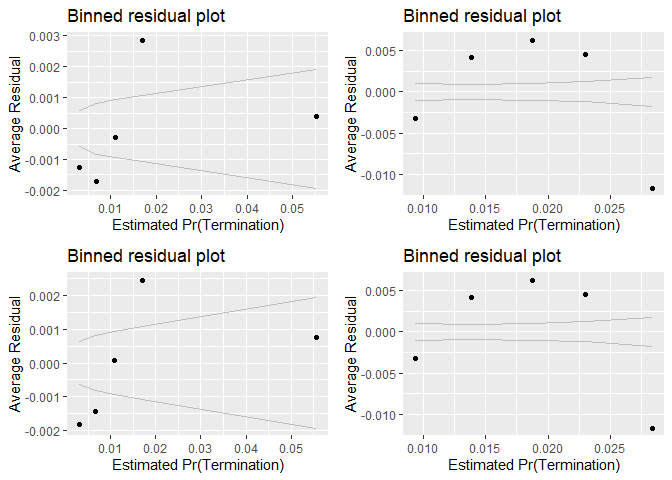 Binned residual plot
0.003
0.002
0.001
0.000
-0.001
-0.002
Average Residual
0.01 0.02 0.03 0.04 0.05
Estimated Pr(Termination)
Binned residual plot
0.005
0.000
-0.005
-0.010
Average Residual
0.010 0.015 0.020 0.025
Estimated Pr(Termination)
Binned residual plot
0.002
0.001
0.000
-0.001
-0.002
Average Residual
0.01 0.02 0.03 0.04 0.05
Estimated Pr(Termination)
Binned residual plot
0.005
0.000
-0.005
-0.010
Average Residual
0.010 0.015 0.020 0.025
Estimated Pr(Termination)